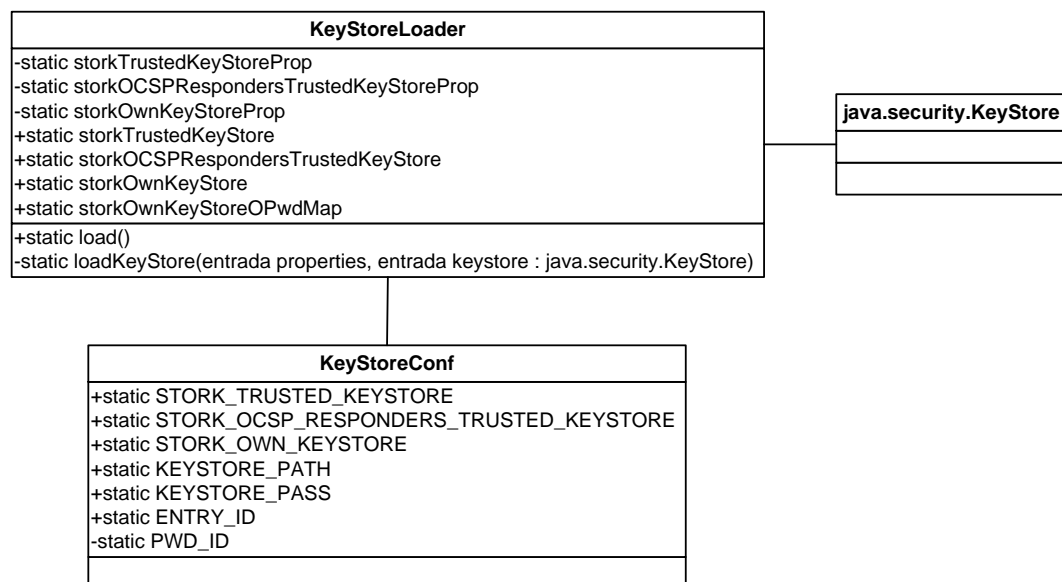 KeyStoreLoader
-static storkTrustedKeyStoreProp
-static storkOCSPRespondersTrustedKeyStoreProp
-static storkOwnKeyStoreProp
+static storkTrustedKeyStore
+static storkOCSPRespondersTrustedKeyStore
+static storkOwnKeyStore
+static storkOwnKeyStoreOPwdMap
+static load()
-static loadKeyStore(entrada properties, entrada keystore : java.security.KeyStore)
java.security.KeyStore
KeyStoreConf
+static STORK_TRUSTED_KEYSTORE
+static STORK_OCSP_RESPONDERS_TRUSTED_KEYSTORE
+static STORK_OWN_KEYSTORE
+static KEYSTORE_PATH
+static KEYSTORE_PASS
+static ENTRY_ID
-static PWD_ID